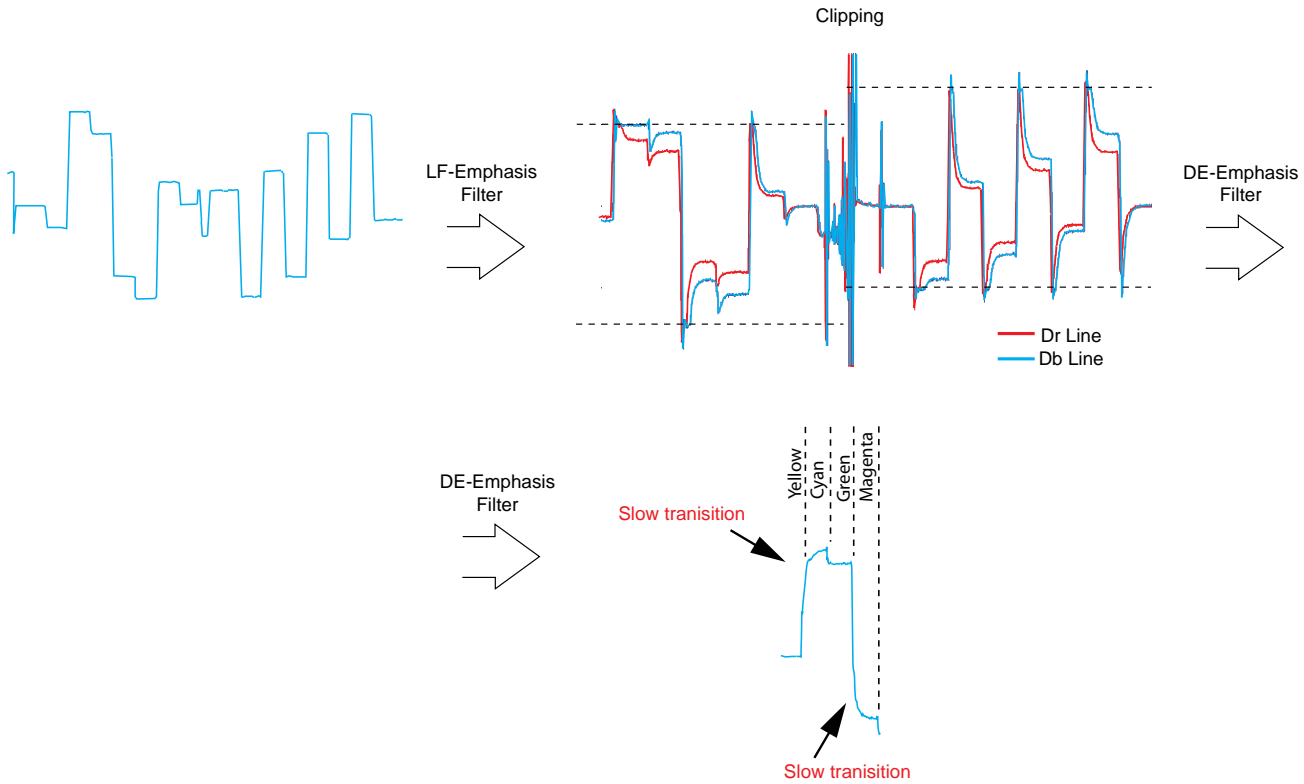 Clipping
LF-Emphasis
Filter
DE-Emphasis
Filter
Dr Line
Db Line
DE-Emphasis
Filter
Yellow
Cyan
Green
Magenta
Slow tranisition
Slow tranisition